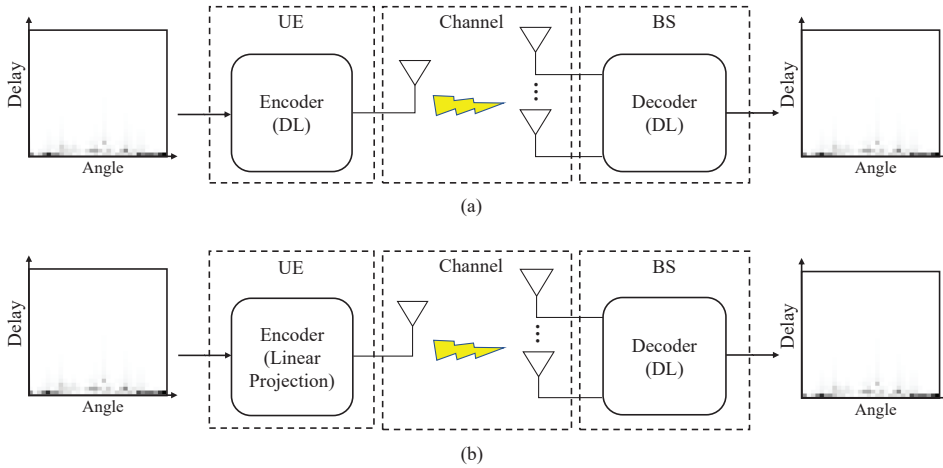 UE
Channel
BS
Delay
Encoder
(DL)
Decoder
(DL)
Delay
Angle
Angle
(a)
UE
Channel
BS
Delay
Encoder
(Linear
Projection)
Decoder
(DL)
Delay
Angle
Angle
(b)